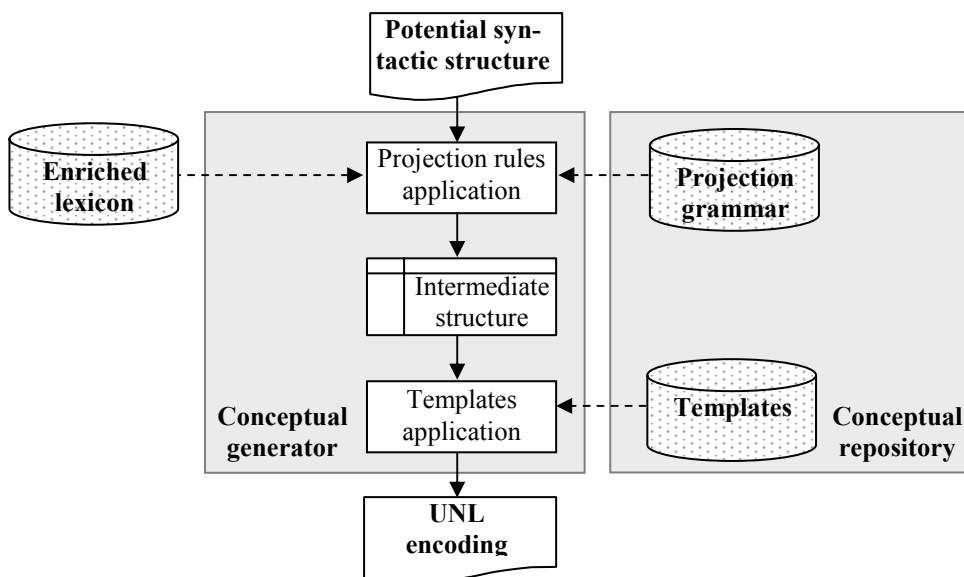 Potential syn-
tactic structure
Enriched
lexicon
Projection rules
application
Projection
grammar
Intermediate
structure
Templates
application
Templates
Conceptual
generator
Conceptual
repository
UNL
encoding